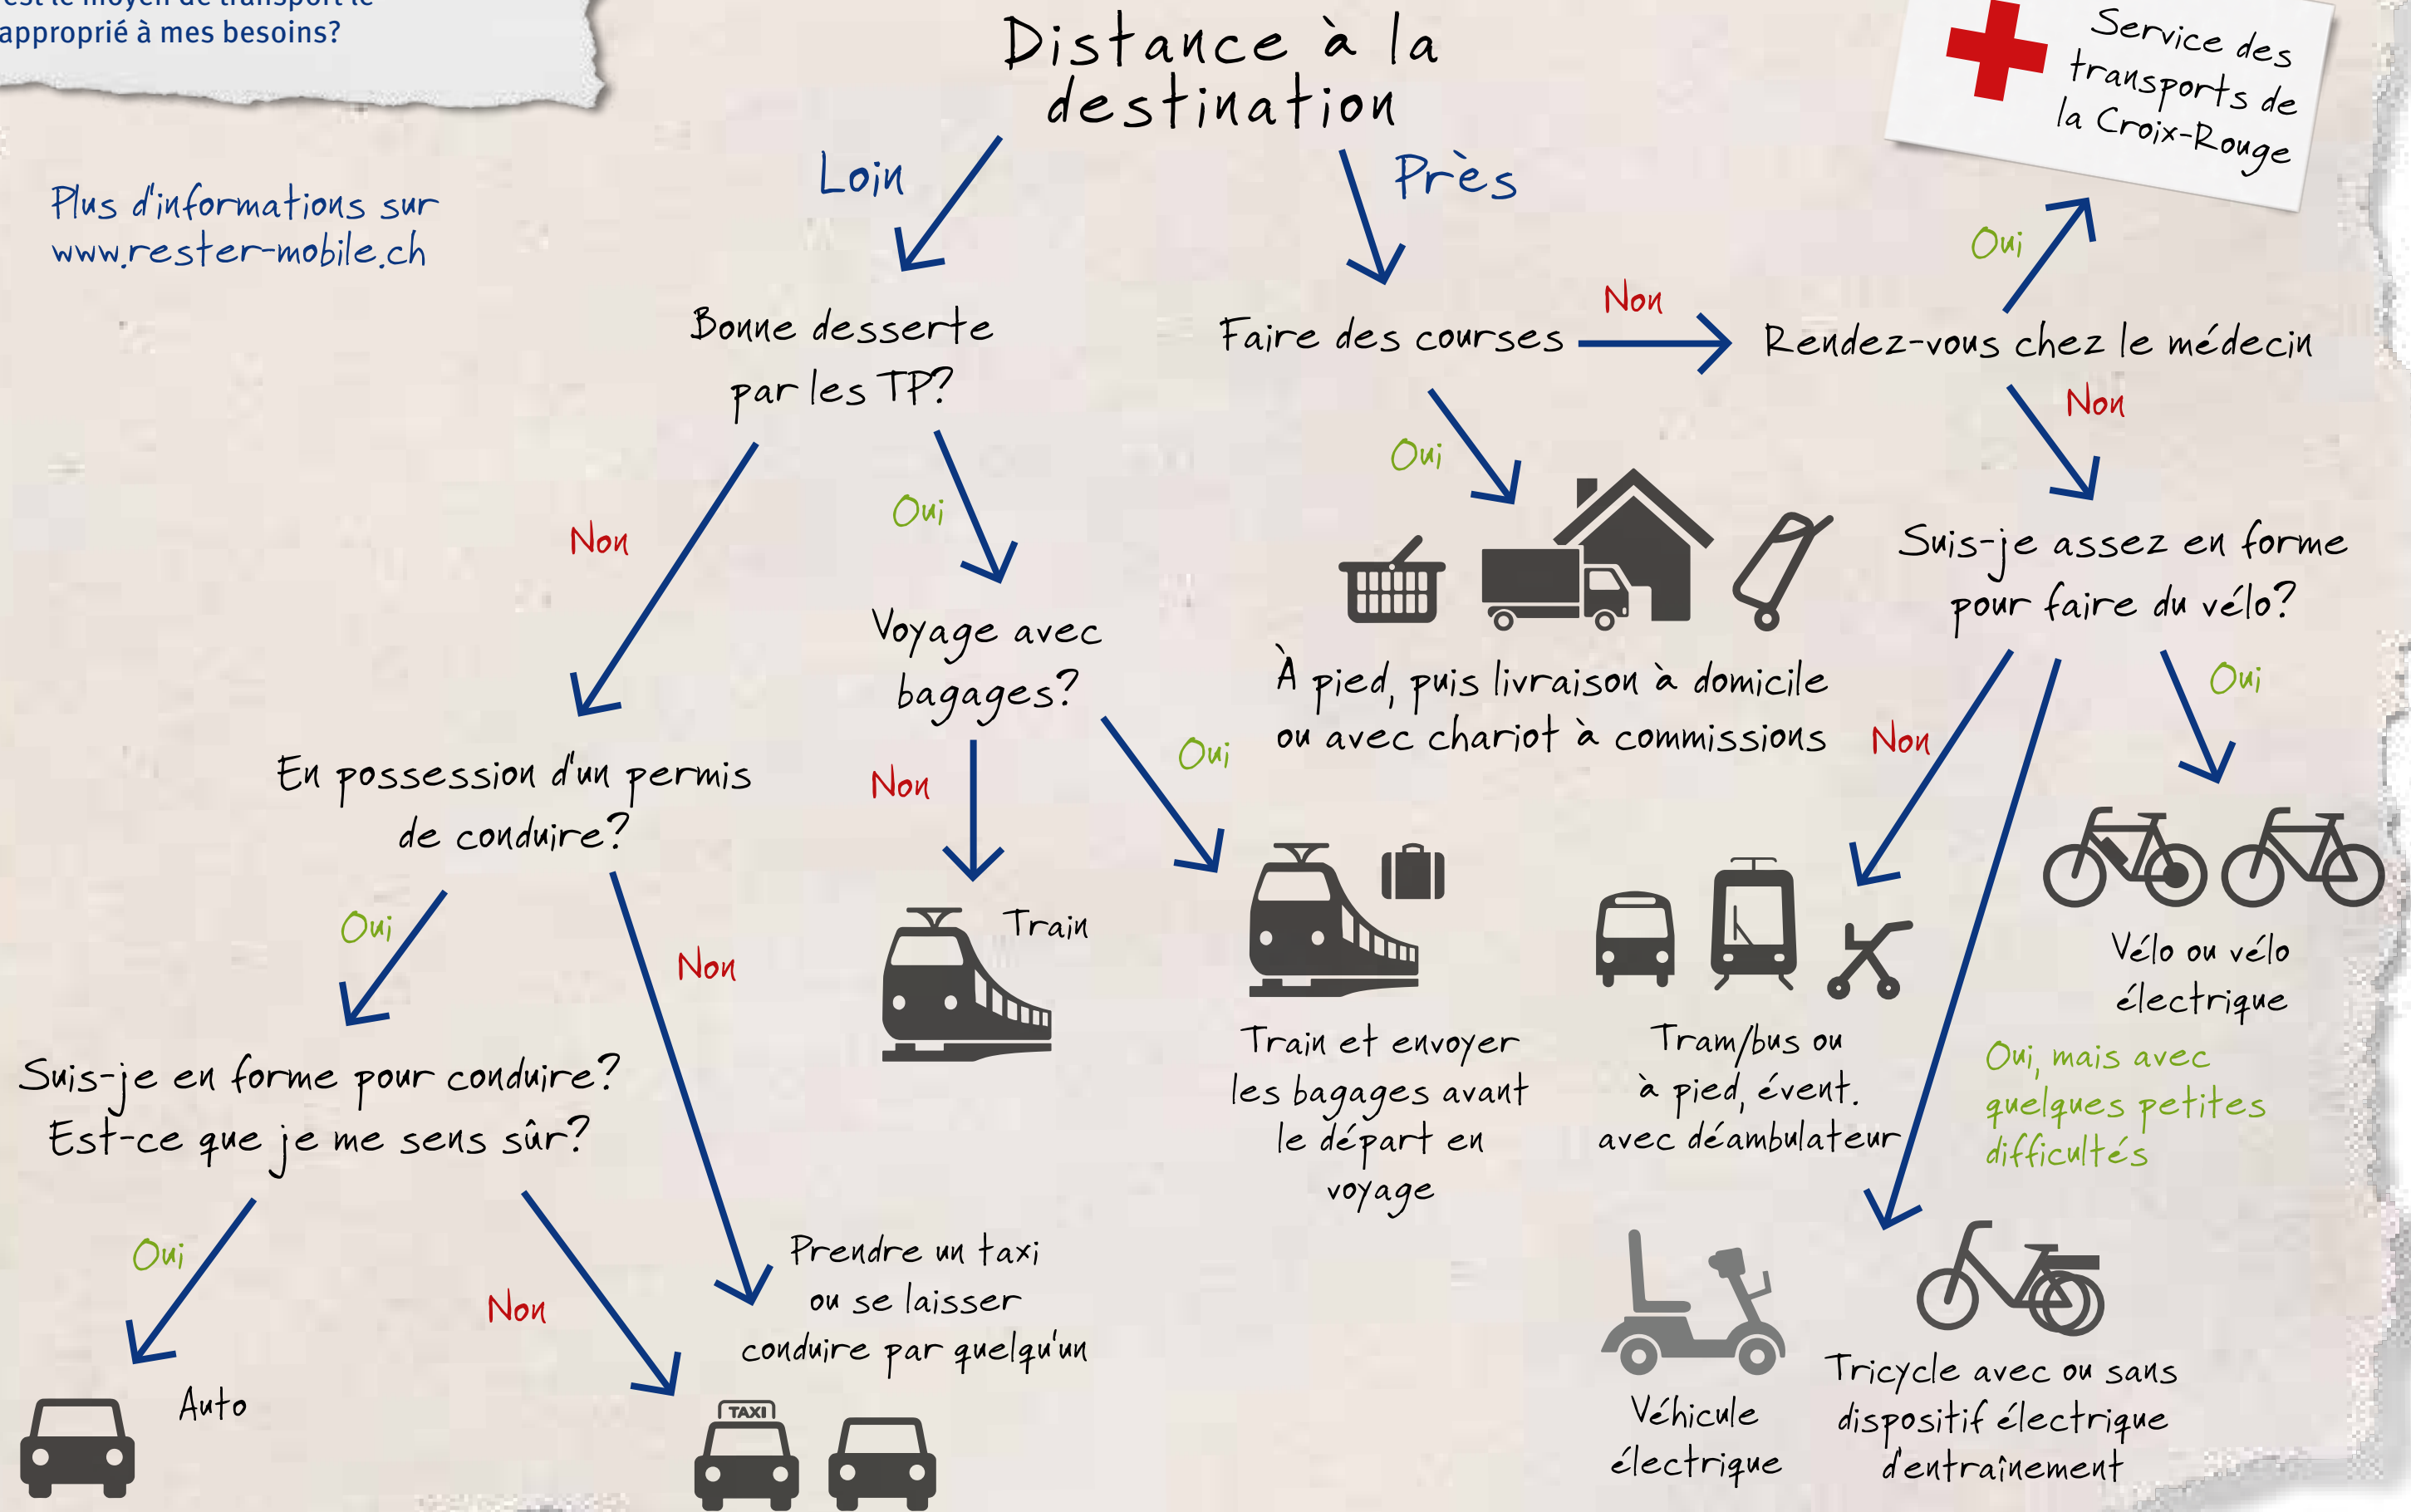 est le moyen de transport le
approprié à mes besoins?
Distance à la
destination
Service des
transports de
la Croix-Rouge
Plus d'informations sur
www.rester-mobile.ch
Loin
Près
Oui
Bonne desserte
par les TP?
Faire des courses
Non
Rendez-vous chez le médecin
Non
Oui
Oui
Non
Suis-je assez en forme
pour faire du vélo?
Voyage avec
bagages?
À pied, puis livraison à domicile
ou avec chariot à commissions
Non
Oui
En possession d'un permis
de conduire?
Non
Oui
Oui
Non
Train
Vélo ou vélo
électrique
Train et envoyer
les bagages avant
le départ en
voyage
Tram/bus ou
à pied, évent.
avec déambulateur
Oui, mais avec
quelques petites
difficultés
Suis-je en forme pour conduire?
Est-ce que je me sens sûr?
Oui
Non
Prendre un taxi
ou se laisser
conduire par quelqu'un
Auto
TAXI
Véhicule
électrique
Tricycle avec ou sans
dispositif électrique
d'entraînement